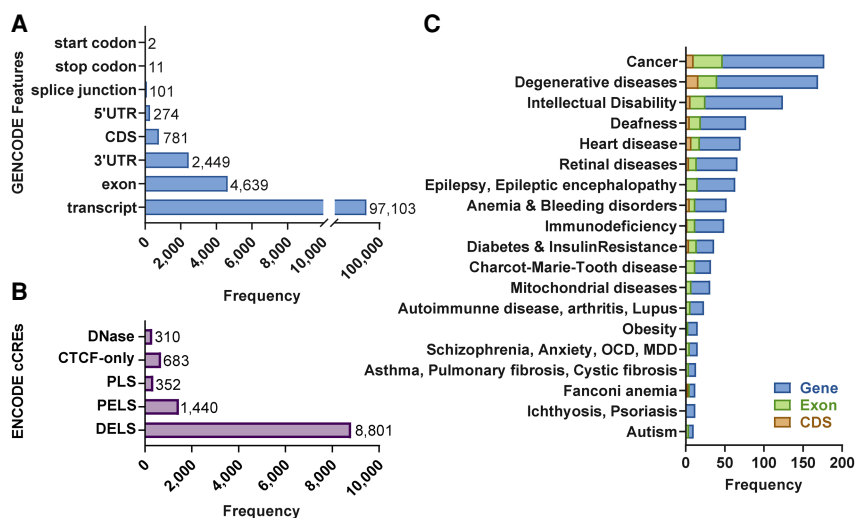 A
GENCODE Features
start codon 2
stop codon 11
splice junction 101
5'UTR 274
CDS 781
3'UTR 2,449
exon 4,639
transcript 97,103
0 2,000 4,000 6,000 8,000 10,000 100,000
Frequency
B
ENCODE cCREs
DNase 310
CTCF-only 683
PLS 352
PELS 1,440
DELS 8,801
0 2,000 4,000 6,000 8,000 10,000
Frequency
C
Cancer
Degenerative diseases
Intellectual Disability
Deafness
Heart disease
Retinal diseases
Epilepsy, Epileptic encephalopathy
Anemia & Bleeding disorders
Immunodeficiency
Diabetes & InsulinResistance
Charcot-Marie-Tooth disease
Mitochondrial diseases
Autoimmunne disease, arthritis, Lupus
Obesity
Schizophrenia, Anxiety, OCD, MDD
Asthma, Pulmonary fibrosis, Cystic fibrosis
Fanconi anemia
Ichthyosis, Psoriasis
Autism
Gene
Exon
CDS
0 50 100 150 200
Frequency